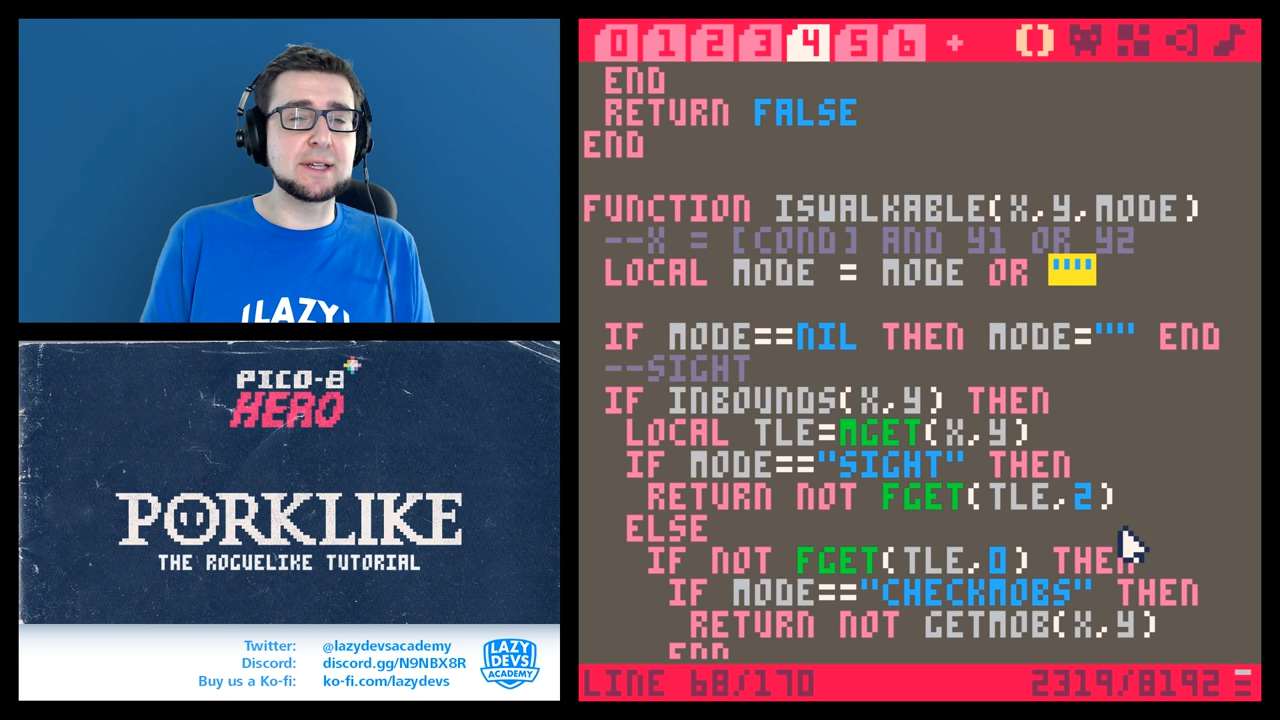 (LAZY)
PICO-8
HERO
PORKLIKE
THE ROGUELIKE TUTORIAL
Twitter: @lazydevsacademy
Discord: discord.gg/N9NBX8R
Buy us a Ko-fi: ko-fi.com/lazydevs
LAZY
DEVS
ACADEMY
0 1 2 3 4 5 6 + ()
END
RETURN FALSE
END
FUNCTION ISWALKABLE(X,Y,MODE)
--X = [COND] AND Y1 OR Y2
LOCAL MODE = MODE OR ""
IF MODE==NIL THEN MODE="" END
--SIGHT
IF INBOUNDS(X,Y) THEN
LOCAL TLE=MGET(X,Y)
IF MODE=="SIGHT" THEN
RETURN NOT FGET(TLE,2)
ELSE
IF NOT FGET(TLE,0) THEN
IF MODE=="CHECKMOBS" THEN
RETURN NOT GETMOB(X,Y)
END
LINE 68/170 2319/8192